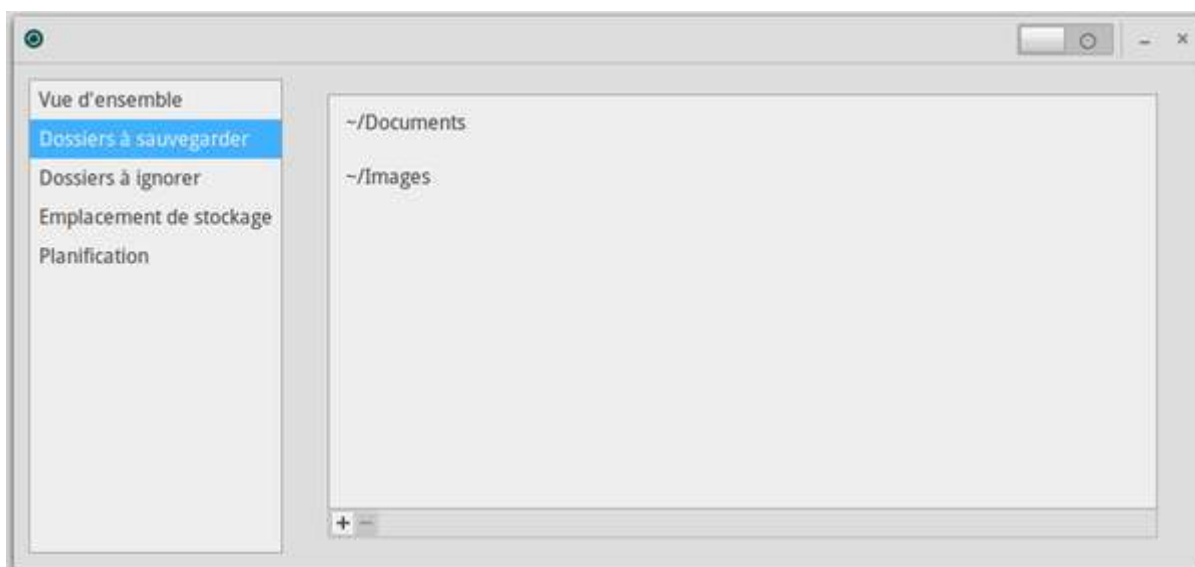 Vue d'ensemble
Dossiers à sauvegarder
Dossiers à ignorer
Emplacement de stockage
Planification
~/Documents
~/Images